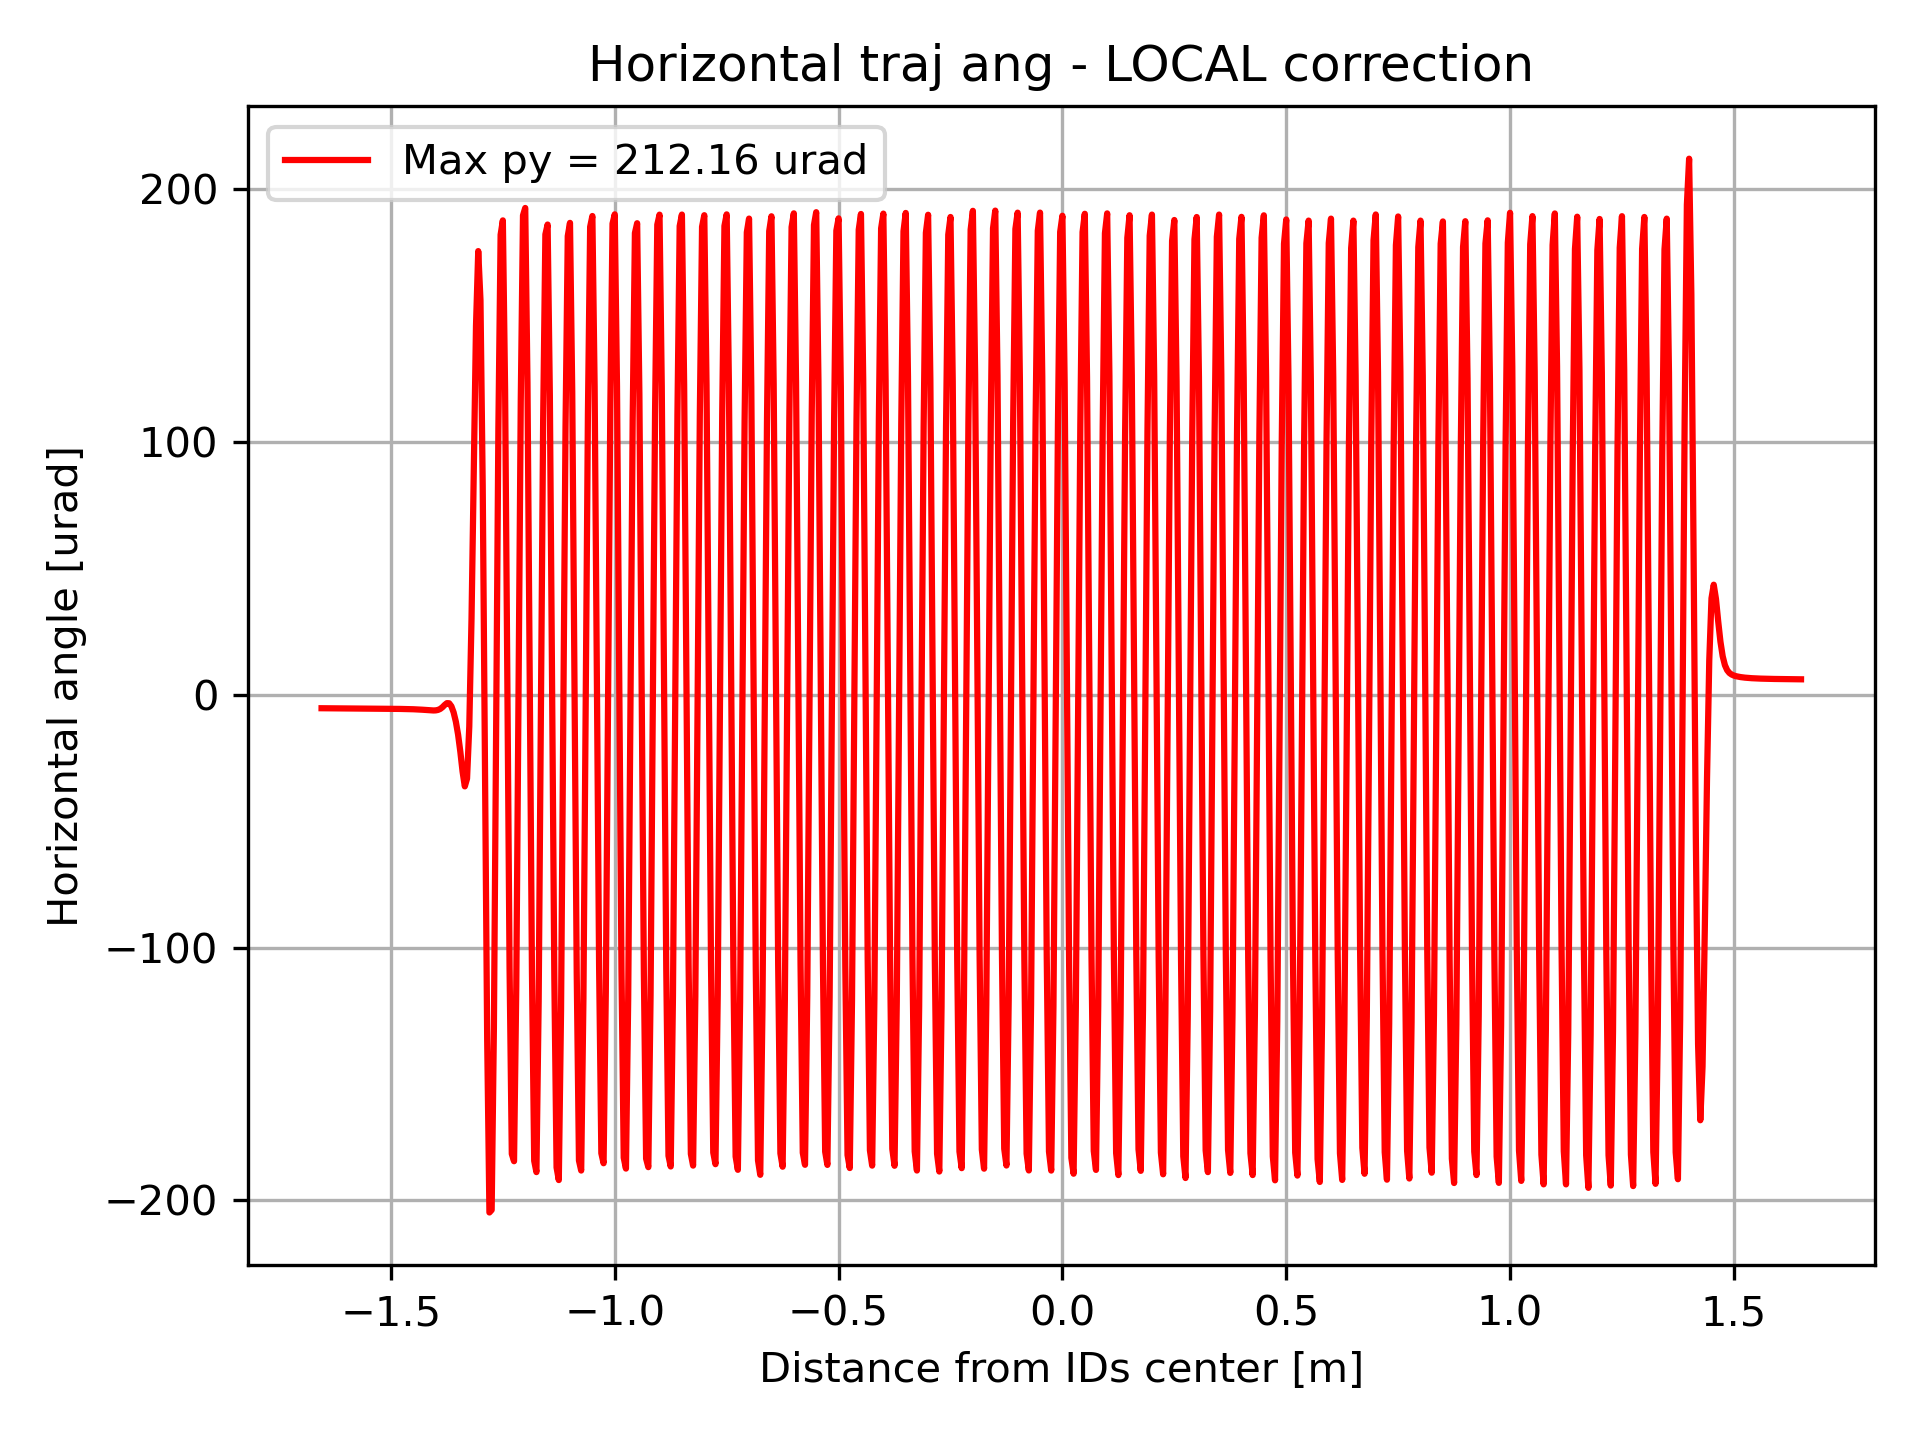 Horizontal traj ang - LOCAL correction
Max py = 212.16 urad
200
100
0
−100
−200
Horizontal angle [urad]
−1.5 −1.0 −0.5 0.0 0.5 1.0 1.5
Distance from IDs center [m]